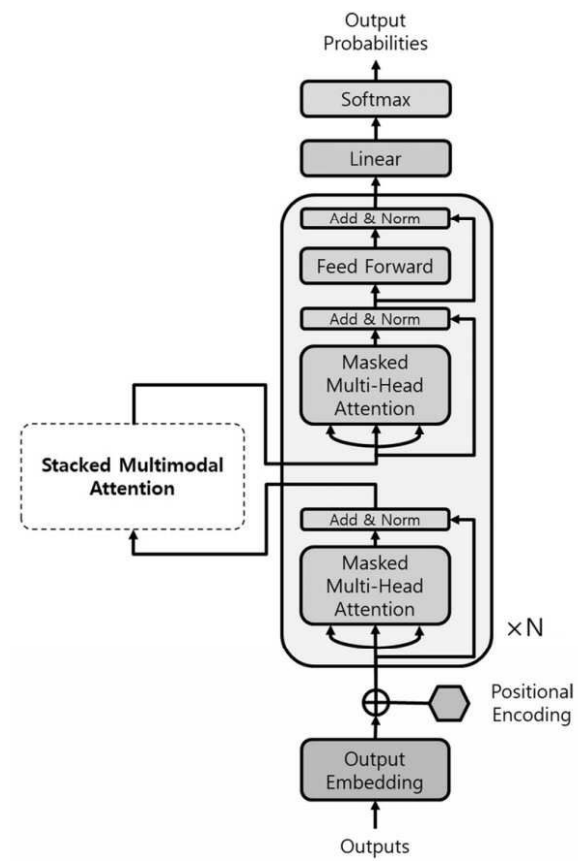 Output
Probabilities
Softmax
Linear
Add & Norm
Feed Forward
Add & Norm
Masked
Multi-Head
Attention
Stacked Multimodal
Attention
Add & Norm
Masked
Multi-Head
Attention
×N
Positional
Encoding
Output
Embedding
Outputs